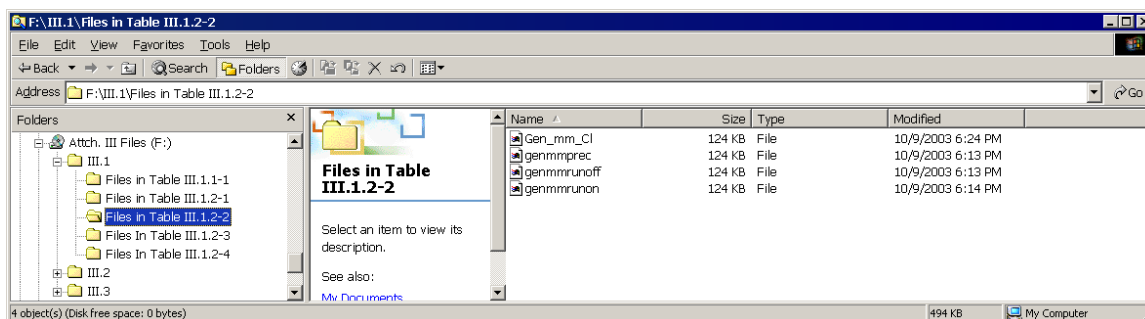 F:\III.1\Files in Table III.1.2-2
File Edit View Favorites Tools Help
Back Search Folders
Address F:\III.1\Files in Table III.1.2-2 Go
Folders
Attch. III Files (F:)
III.1
Files in Table III.1.1-1
Files in Table III.1.2-1
Files in Table III.1.2-2
Files In Table III.1.2-3
Files In Table III.1.2-4
III.2
III.3
Files in Table
III.1.2-2
Select an item to view its
description.
See also:
My Documents
Name Size Type Modified
Gen_mm_Cl 124 KB File 10/9/2003 6:24 PM
genmmprec 124 KB File 10/9/2003 6:13 PM
genmmrunoff 124 KB File 10/9/2003 6:13 PM
genmmrunon 124 KB File 10/9/2003 6:14 PM
4 object(s) (Disk free space: 0 bytes) 494 KB My Computer